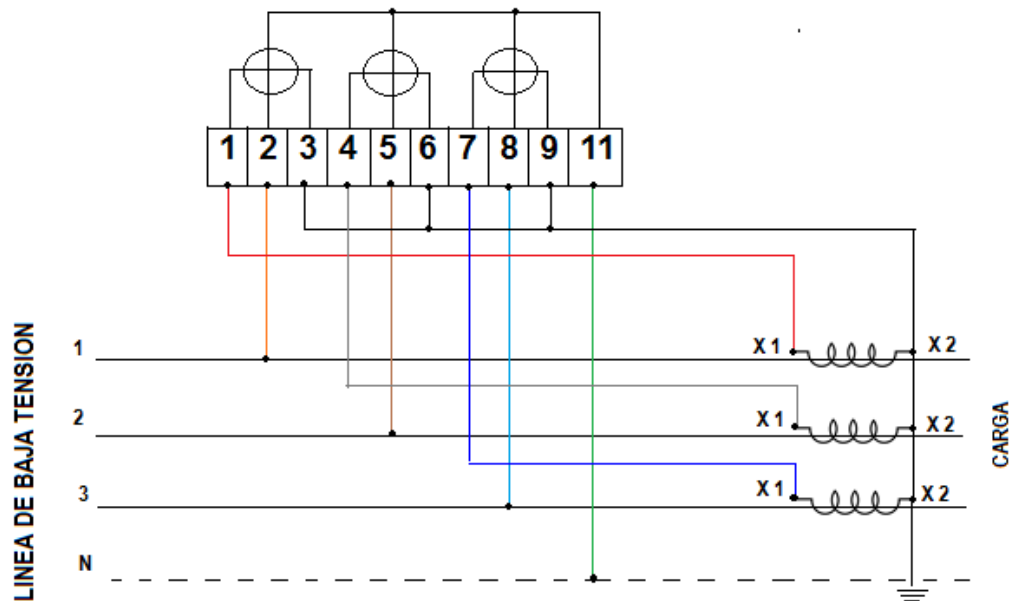 1 2 3 4 5 6 7 8 9 11
LINEA DE BAJA TENSION
1 X 1 X 2
2 X 1 X 2
3 X 1 X 2
N
CARGA